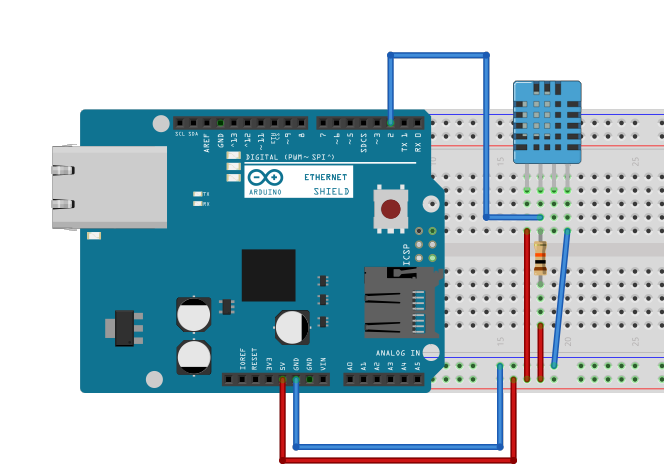 SCL SDA AREF GND ~13 ~12 ~11 ~9 8 7 ~6 ~5 SDCS ~3 2 TX 1 RX 0
DIGITAL (PWM~ SPI^)
TX
RX
ARDUINO
ETHERNET
SHIELD
ICSP
ANALOG IN
IOREF RESET 3V3 5V GND GND VIN A0 A1 A2 A3 A4 A5
15
20
25
10
15
25